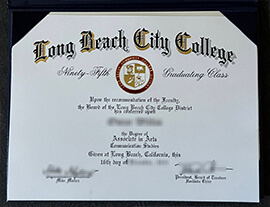 Long Beach City College
Ninety-Fifth Graduating Class
Upon the recommendation of the Faculty,
the Board of the Long Beach City College District
has conferred upon
the Degree of
Associate in Arts
Communication Studies
Given at Long Beach, California, this
16th day of
President, Board of Trustees